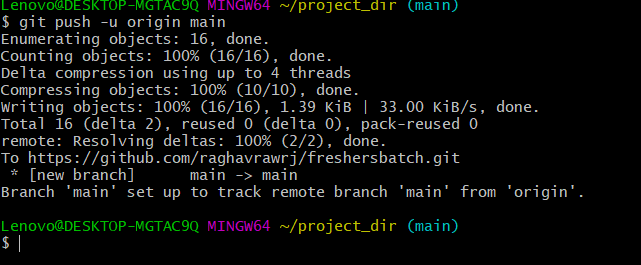 Lenovo@DESKTOP-MGTAC9Q MINGW64 ~/project_dir (main)
$ git push -u origin main
Enumerating objects: 16, done.
Counting objects: 100% (16/16), done.
Delta compression using up to 4 threads
Compressing objects: 100% (10/10), done.
Writing objects: 100% (16/16), 1.39 KiB | 33.00 KiB/s, done.
Total 16 (delta 2), reused 0 (delta 0), pack-reused 0
remote: Resolving deltas: 100% (2/2), done.
To https://github.com/raghavrawrj/freshersbatch.git
 * [new branch]      main -> main
Branch 'main' set up to track remote branch 'main' from 'origin'.

Lenovo@DESKTOP-MGTAC9Q MINGW64 ~/project_dir (main)
$